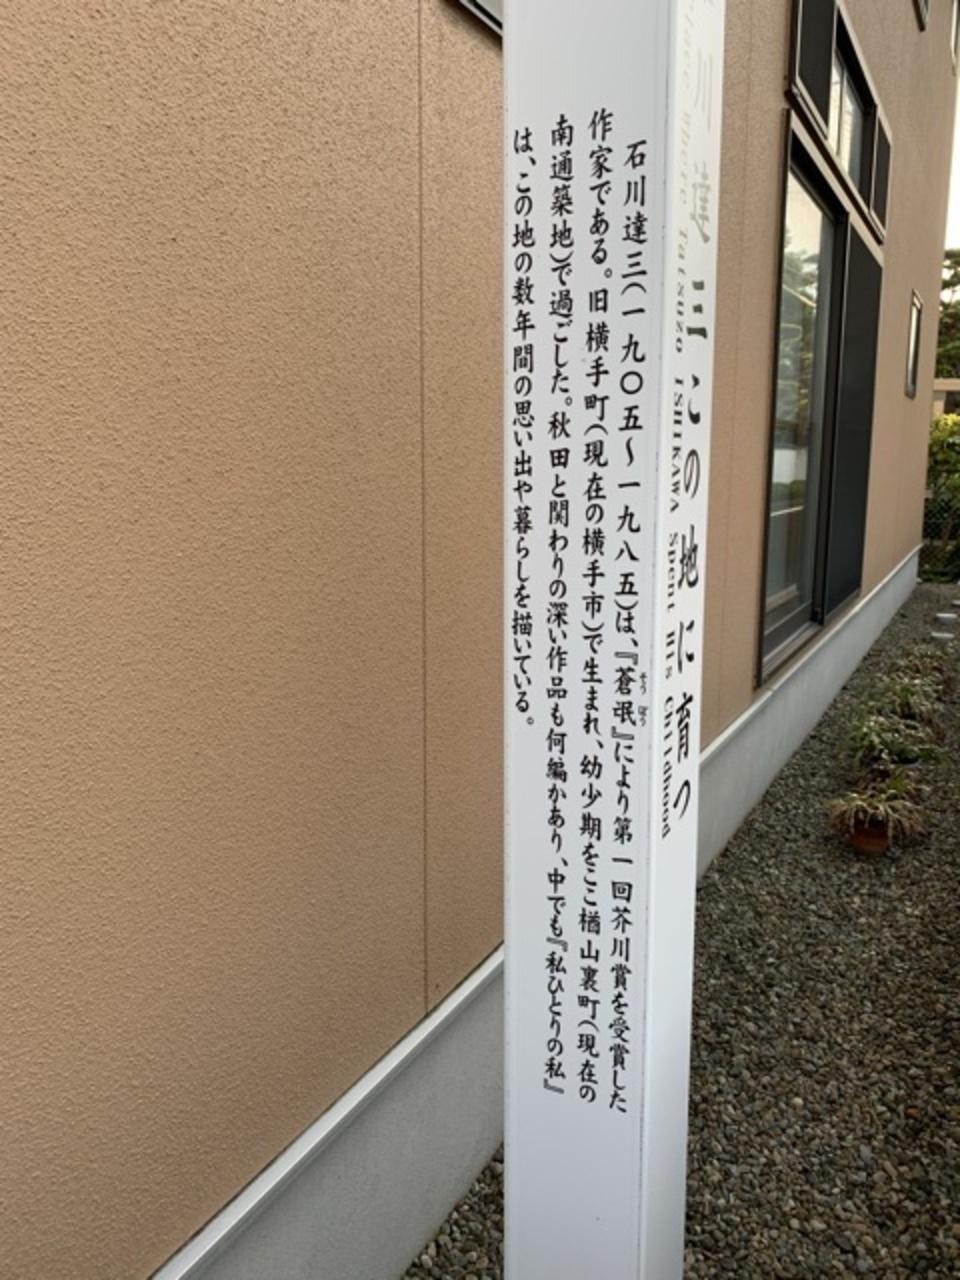 石川達三(一九〇五～一九八五)は、『蒼氓』により第一回芥川賞を受賞した
そう ぼう
作家である。旧横手町(現在の横手市)で生まれ、幼少期をここ楢山裏町(現在の
南通築地)で過ごした。秋田と関わりの深い作品も何編かあり、中でも『私ひとりの私』
は、この地の数年間の思い出や暮らしを描いている。
川達三この地に育つ
Place Where Tatsuzo ISHIKAWA Spent His Childhood